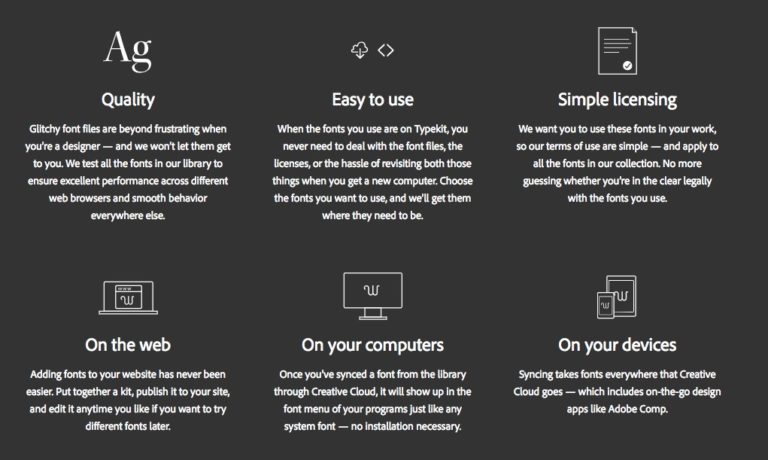 Ag
Quality
Glitchy font files are beyond frustrating when
you're a designer — and we won't let them get
to you. We test all the fonts in our library to
ensure excellent performance across different
web browsers and smooth behavior
everywhere else.
Easy to use
When the fonts you use are on Typekit, you
never need to deal with the font files, the
licenses, or the hassle of revisiting both those
things when you get a new computer. Choose
the fonts you want to use, and we'll get them
where they need to be.
Simple licensing
We want you to use these fonts in your work,
so our terms of use are simple — and apply to
all the fonts in our collection. No more
guessing whether you're in the clear legally
with the fonts you use.
WWW
W
On the web
Adding fonts to your website has never been
easier. Put together a kit, publish it to your site,
and edit it anytime you like if you want to try
different fonts later.
W
On your computers
Once you've synced a font from the library
through Creative Cloud, it will show up in the
font menu of your programs just like any
system font — no installation necessary.
W
W
On your devices
Syncing takes fonts everywhere that Creative
Cloud goes — which includes on-the-go design
apps like Adobe Comp.